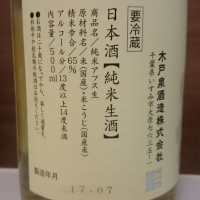 要冷蔵
日本酒【純米生酒】
商品名／純米アフス生
原材料名／米（国産）・米こうじ（国産米）
精米歩合／65％
アルコール分／13度以上14度未満
内容量／500ml
木戸泉酒造株式会社
千葉県いすみ市大原七六三五ー一
製造年月
17.07